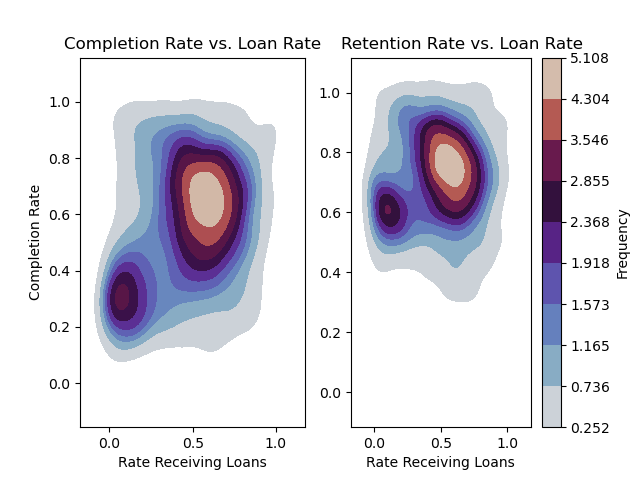 Completion Rate vs. Loan Rate
Retention Rate vs. Loan Rate
Completion Rate
1.0
0.8
0.6
0.4
0.2
0.0
0.0 0.5 1.0
Rate Receiving Loans
1.0
0.8
0.6
0.4
0.2
0.0
0.0 0.5 1.0
Rate Receiving Loans
5.108
4.304
3.546
2.855
2.368
1.918
1.573
1.165
0.736
0.252
Frequency